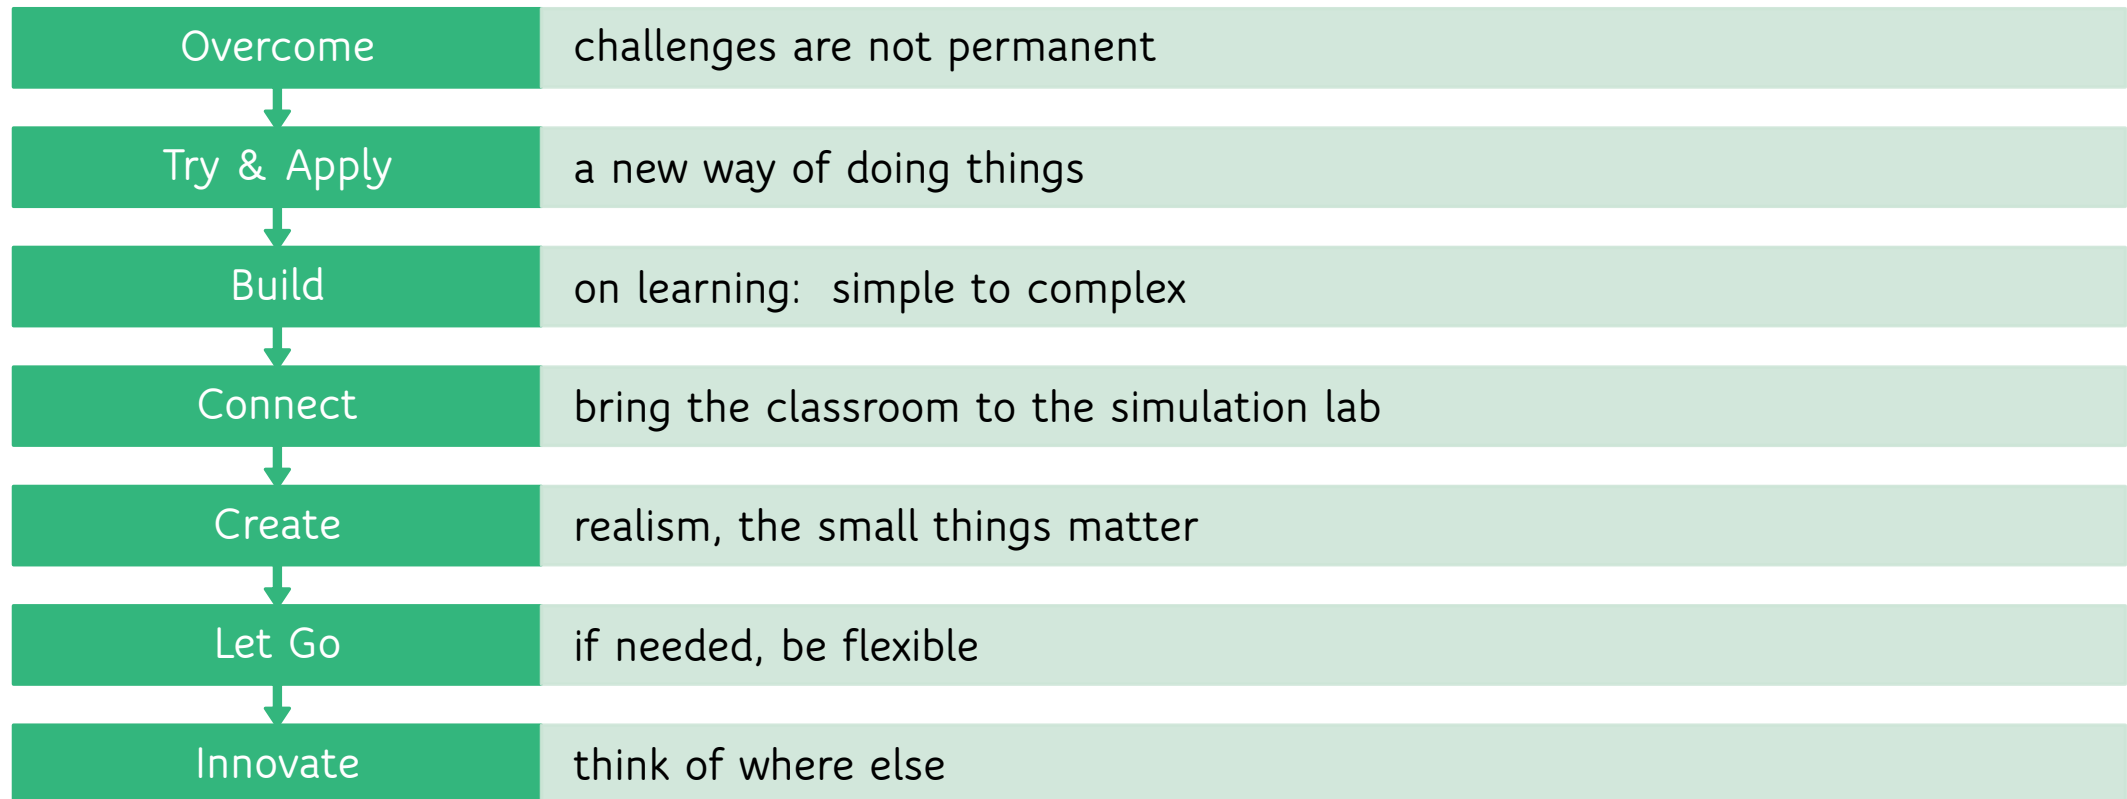 Overcome
challenges are not permanent
Try & Apply
a new way of doing things
Build
on learning:  simple to complex
Connect
bring the classroom to the simulation lab
Create
realism, the small things matter
Let Go
if needed, be flexible
Innovate
think of where else